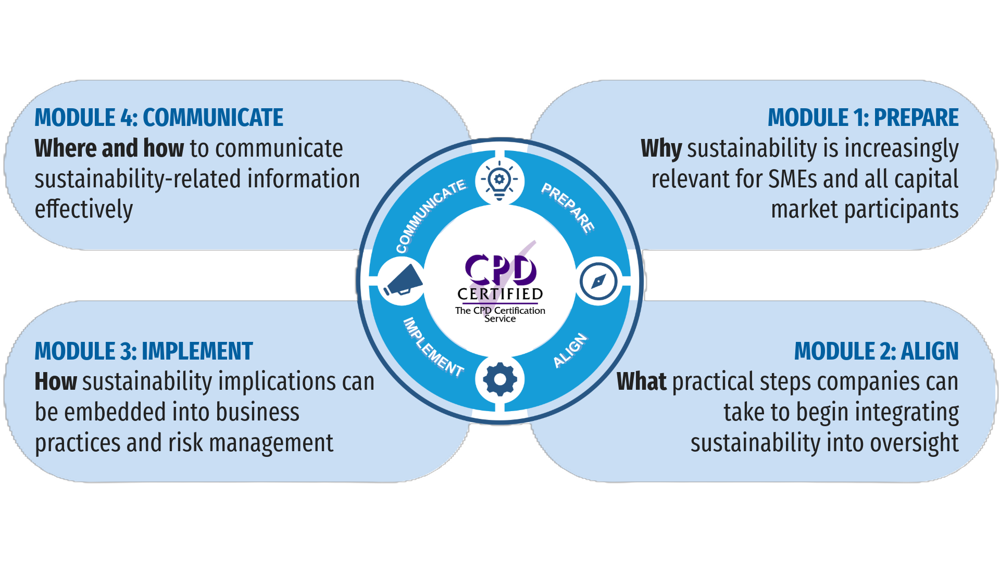 MODULE 4: COMMUNICATE
Where and how to communicate
sustainability-related information
effectively
MODULE 1: PREPARE
Why sustainability is increasingly
relevant for SMEs and all capital
market participants
COMMUNICATE
PREPARE
CPD
CERTIFIED
The CPD Certification
Service
IMPLEMENT
ALIGN
MODULE 3: IMPLEMENT
How sustainability implications can
be embedded into business
practices and risk management
MODULE 2: ALIGN
What practical steps companies can
take to begin integrating
sustainability into oversight